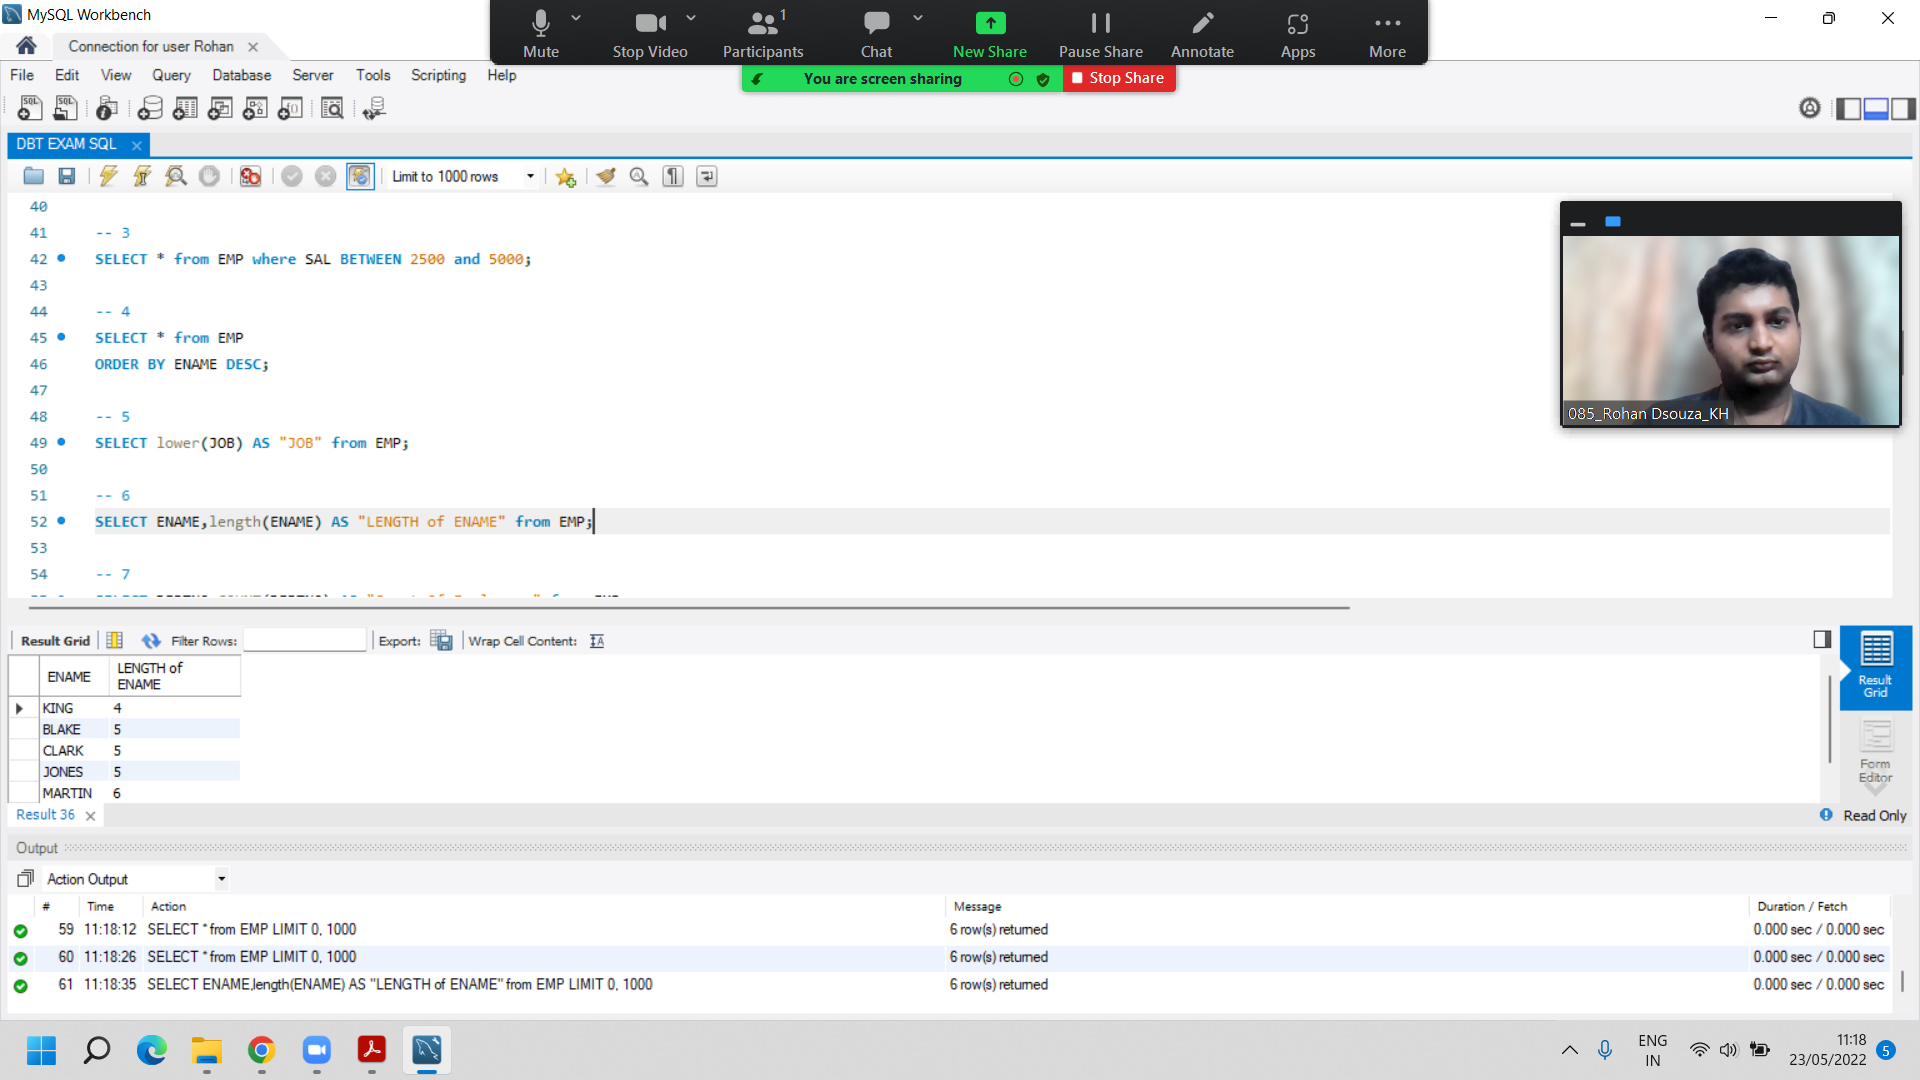 MySQL Workbench
Mute
Stop Video
1
Participants
Chat
New Share
Pause Share
Annotate
Apps
More
Connection for user Rohan
You are screen sharing
Stop Share
File Edit View Query Database Server Tools Scripting Help
DBT EXAM SQL
Limit to 1000 rows
40
41 -- 3
42 SELECT * from EMP where SAL BETWEEN 2500 and 5000;
43
44 -- 4
45 SELECT * from EMP
46 ORDER BY ENAME DESC;
47
48 -- 5
49 SELECT lower(JOB) AS "JOB" from EMP;
50
51 -- 6
52 SELECT ENAME,length(ENAME) AS "LENGTH of ENAME" from EMP;
53
54 -- 7
085_Rohan Dsouza_KH
Result Grid Filter Rows: Export: Wrap Cell Content:
ENAME LENGTH of
ENAME
KING 4
BLAKE 5
CLARK 5
JONES 5
MARTIN 6
Result
Grid
Form
Editor
Result 36
Read Only
Output
Action Output
# Time Action Message Duration / Fetch
59 11:18:12 SELECT * from EMP LIMIT 0, 1000 6 row(s) returned 0.000 sec / 0.000 sec
60 11:18:26 SELECT * from EMP LIMIT 0, 1000 6 row(s) returned 0.000 sec / 0.000 sec
61 11:18:35 SELECT ENAME,length(ENAME) AS "LENGTH of ENAME" from EMP LIMIT 0, 1000 6 row(s) returned 0.000 sec / 0.000 sec
ENG
IN
11:18
23/05/2022
5